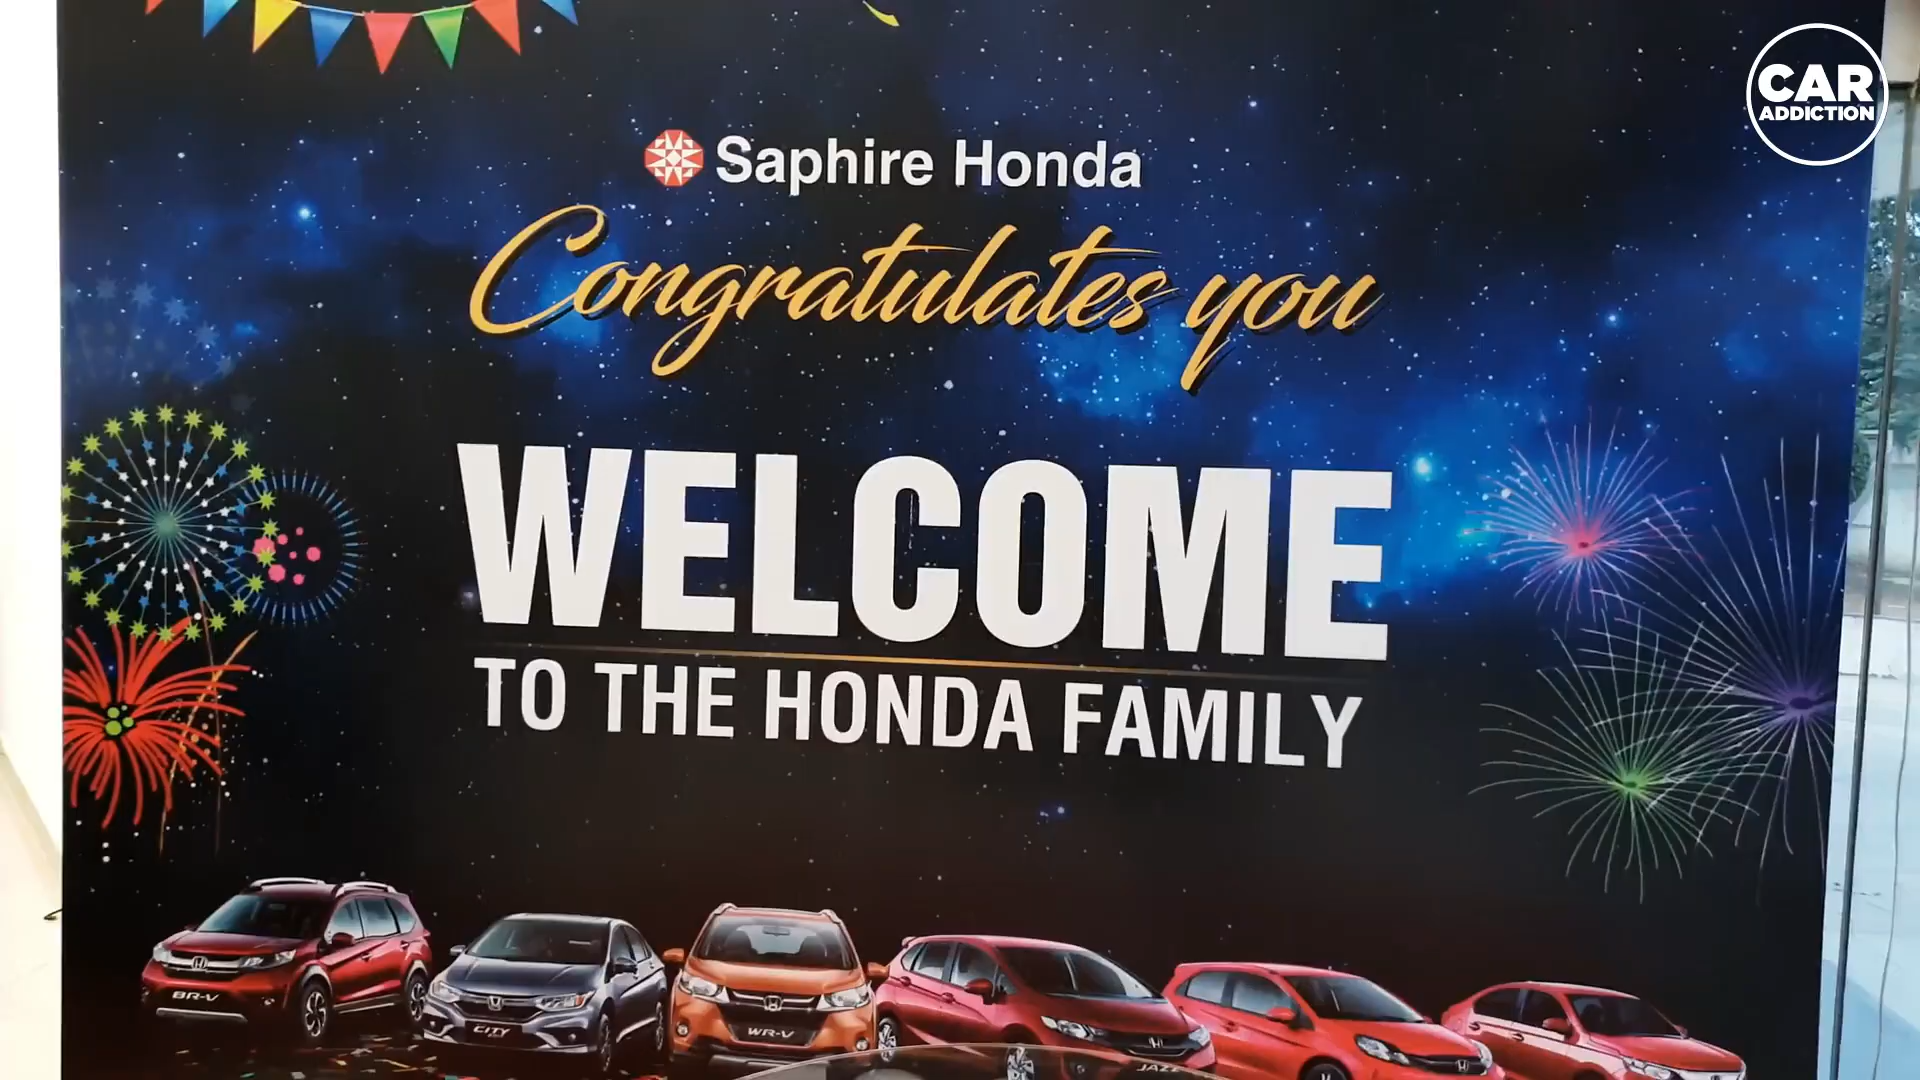 CAR
ADDICTION
Saphire Honda
Congratulates you
WELCOME
TO THE HONDA FAMILY
BR-V
CITY
WR-V
JAZZ